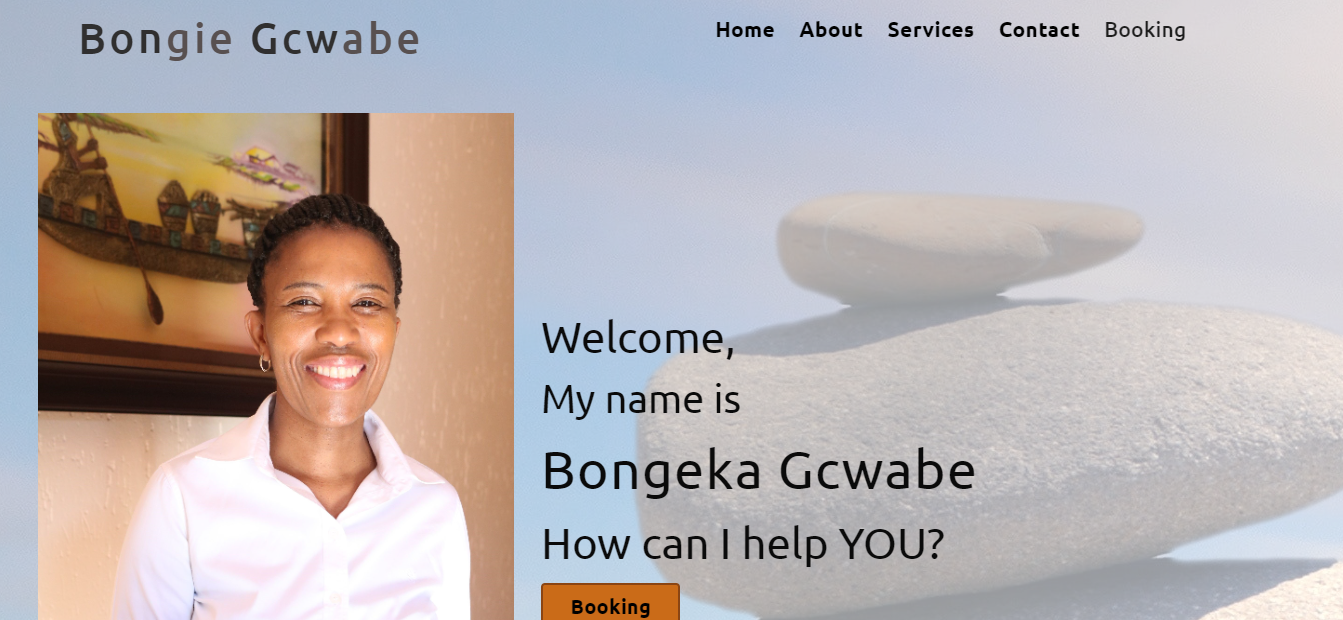 Bongie Gcwabe
Home About Services Contact Booking
Welcome,
My name is
Bongeka Gcwabe
How can I help YOU?
Booking